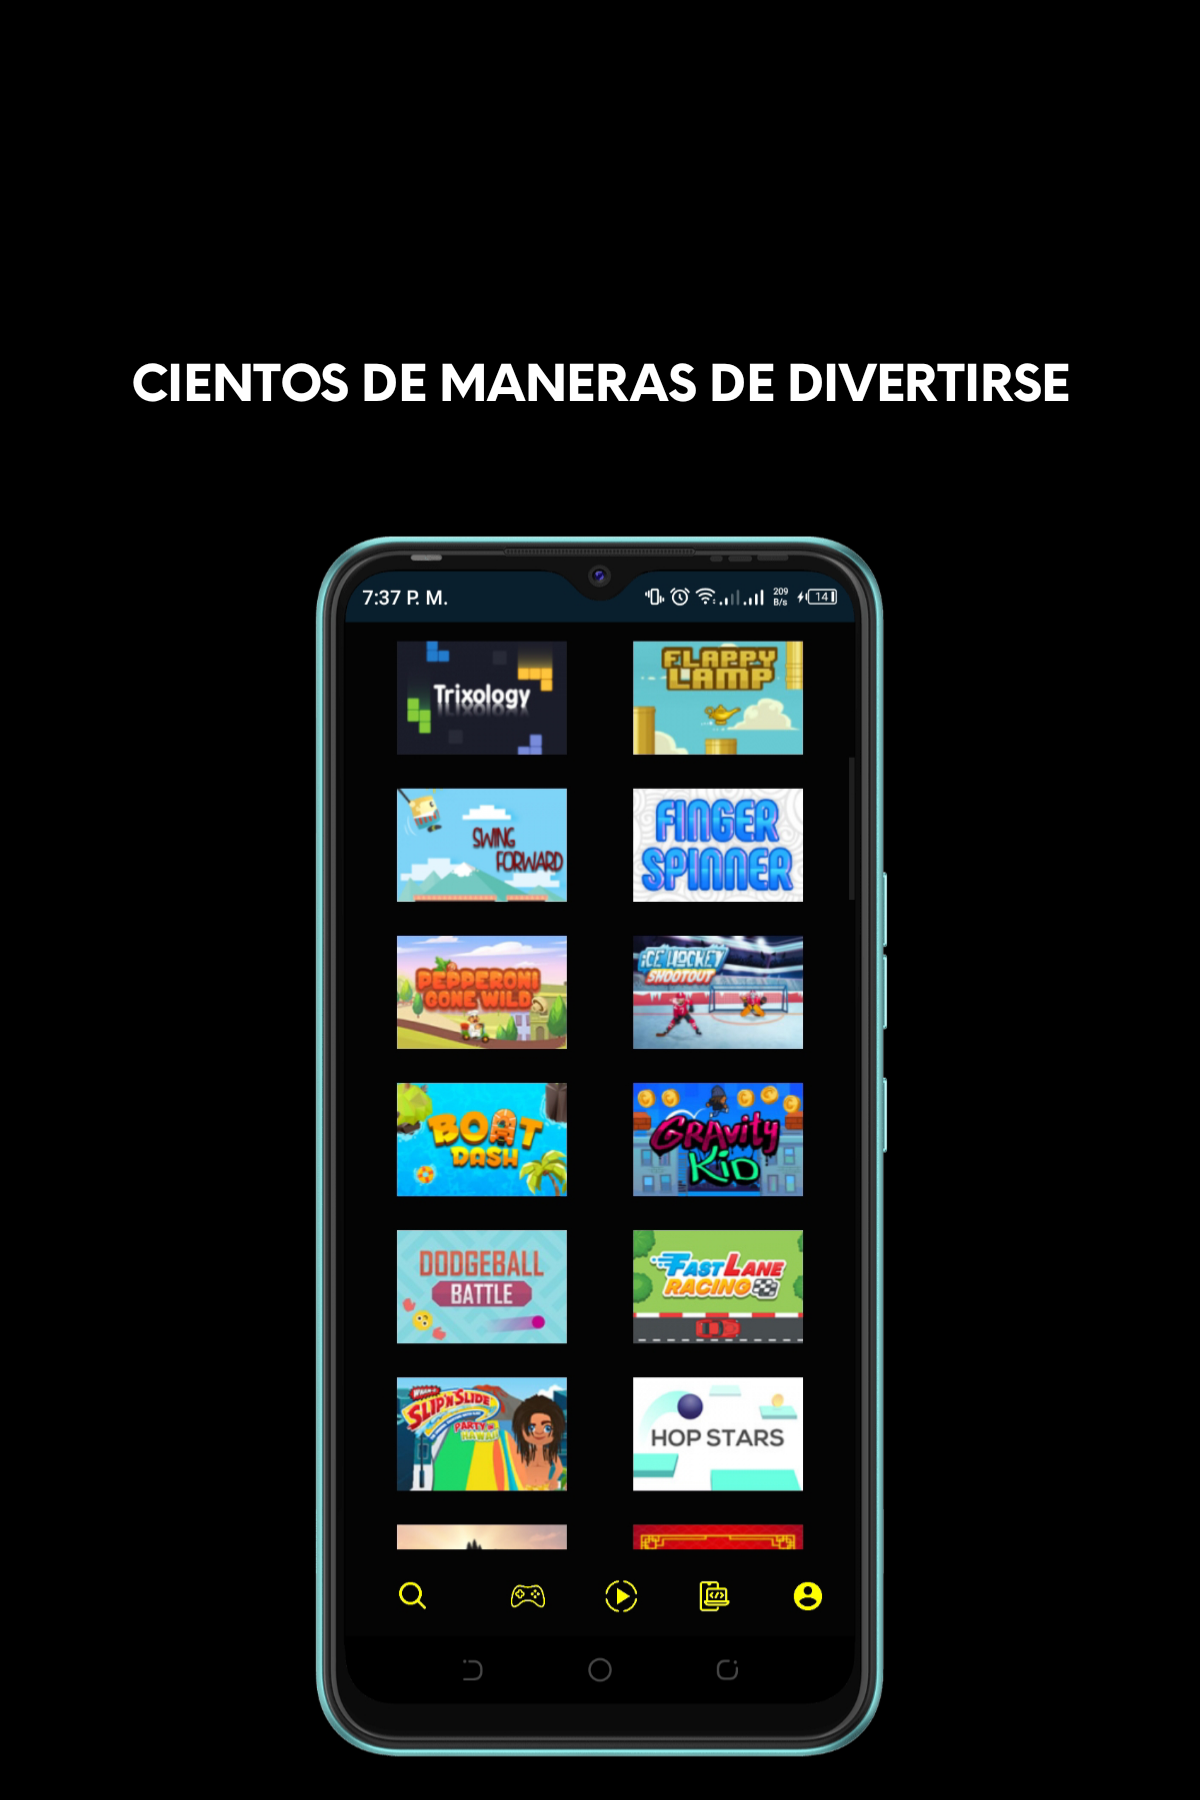 CIENTOS DE MANERAS DE DIVERTIRSE
7:37 P. M.
209
B/s
14
Trixology
FLAPPY
LAMP
SWING
FORWARD
FINGER
SPINNER
PEPPERONI
GONE WILD
ICE HOCKEY
SHOOTOUT
BOAT
DASH
GRAVITY
KID
DODGEBALL
BATTLE
FAST LANE
RACING
WHAM-O
SLIP'N SLIDE
PARTY IN
HAWAII
HOP STARS